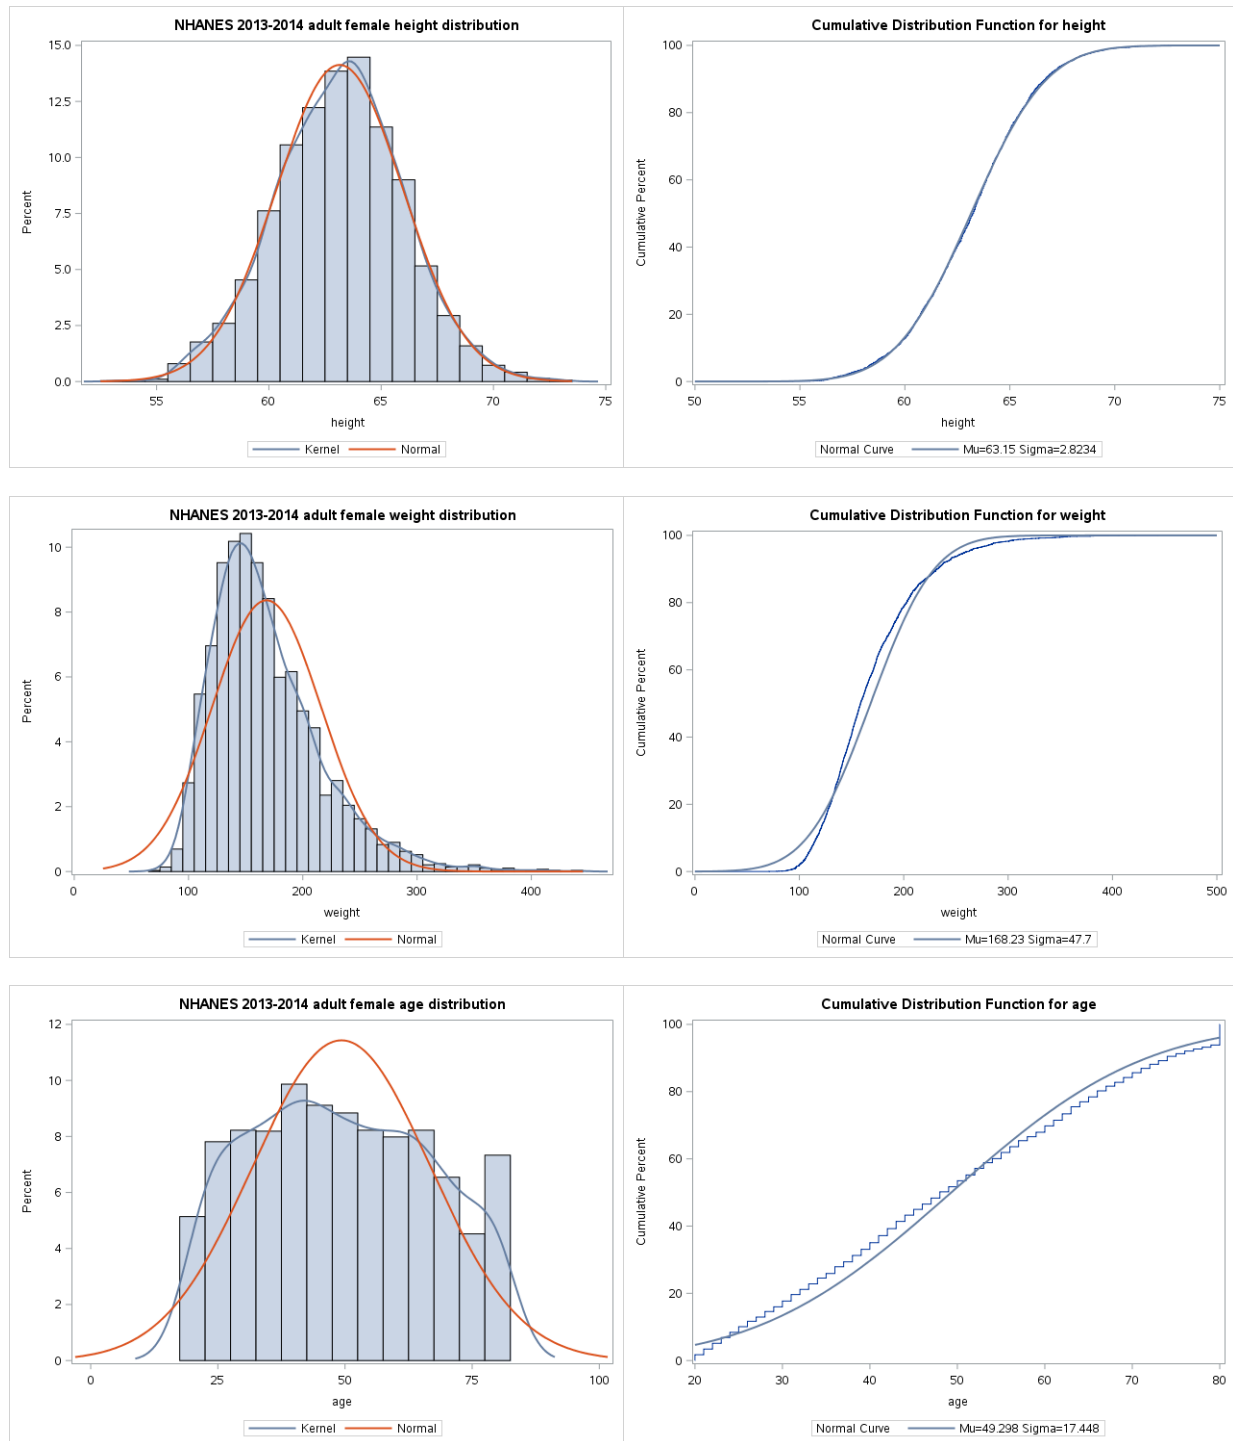 NHANES 2013-2014 adult female height distribution
15.0
12.5
10.0
7.5
5.0
2.5
0.0
Percent
55 60 65 70 75
height
Kernel Normal
Cumulative Distribution Function for height
100
80
60
40
20
0
Cumulative Percent
50 55 60 65 70 75
height
Normal Curve Mu=63.15 Sigma=2.8234
NHANES 2013-2014 adult female weight distribution
10
8
6
4
2
0
Percent
0 100 200 300 400
weight
Kernel Normal
Cumulative Distribution Function for weight
100
80
60
40
20
0
Cumulative Percent
0 100 200 300 400 500
weight
Normal Curve Mu=168.23 Sigma=47.7
NHANES 2013-2014 adult female age distribution
12
10
8
6
4
2
0
Percent
0 25 50 75 100
age
Kernel Normal
Cumulative Distribution Function for age
100
80
60
40
20
0
Cumulative Percent
20 30 40 50 60 70 80
age
Normal Curve Mu=49.298 Sigma=17.448